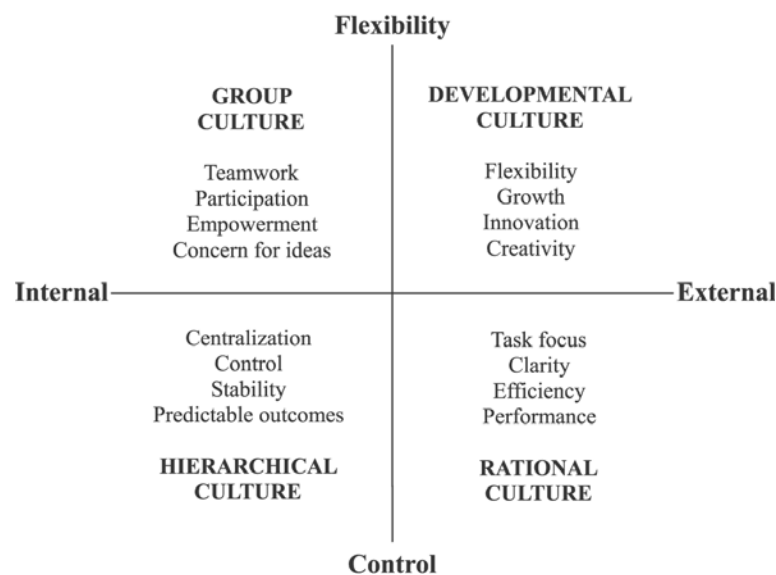 Flexibility
GROUP
CULTURE
Teamwork
Participation
Empowerment
Concern for ideas
DEVELOPMENTAL
CULTURE
Flexibility
Growth
Innovation
Creativity
Internal
External
Centralization
Control
Stability
Predictable outcomes
HIERARCHICAL
CULTURE
Task focus
Clarity
Efficiency
Performance
RATIONAL
CULTURE
Control